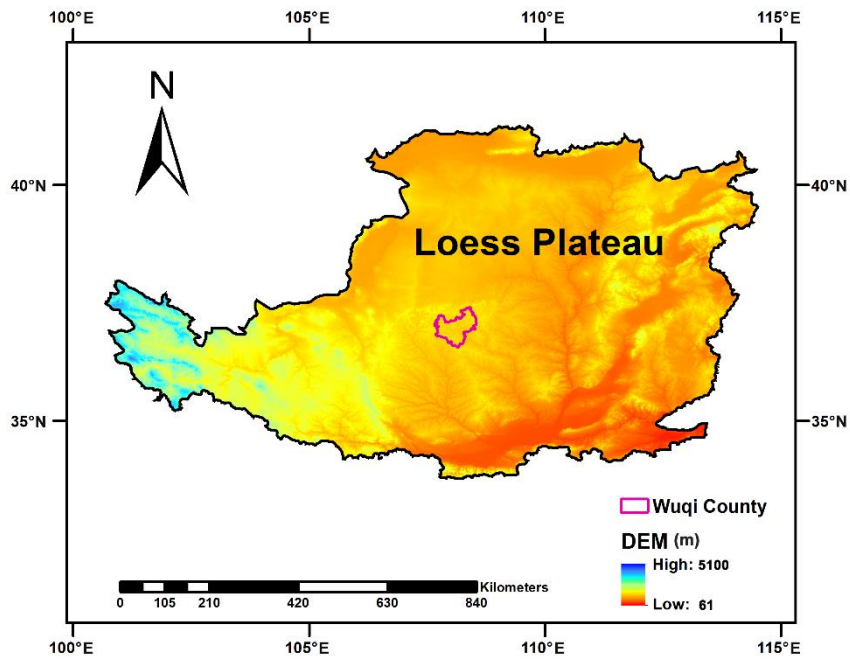 100°E 105°E 110°E 115°E
N
40°N 40°N
Loess Plateau
35°N 35°N
Wuqi County
DEM (m)
High: 5100
Low: 61
Kilometers
0 105 210 420 630 840
100°E 105°E 110°E 115°E